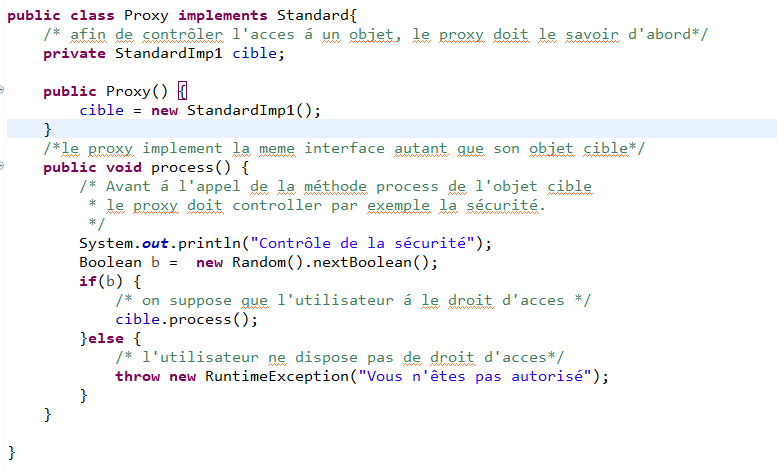 public class Proxy implements Standard{
/* afin de contrôler l'acces á un objet, le proxy doit le savoir d'abord*/
private StandardImp1 cible;
public Proxy() {
cible = new StandardImp1();
}
/*le proxy implement la meme interface autant que son objet cible*/
public void process() {
/* Avant á l'appel de la méthode process de l'objet cible
* le proxy doit controller par exemple la sécurité.
*/
System.out.println("Contrôle de la sécurité");
Boolean b =  new Random().nextBoolean();
if(b) {
/* on suppose que l'utilisateur á le droit d'acces */
cible.process();
}else {
/* l'utilisateur ne dispose pas de droit d'acces*/
throw new RuntimeException("Vous n'êtes pas autorisé");
}
}
}